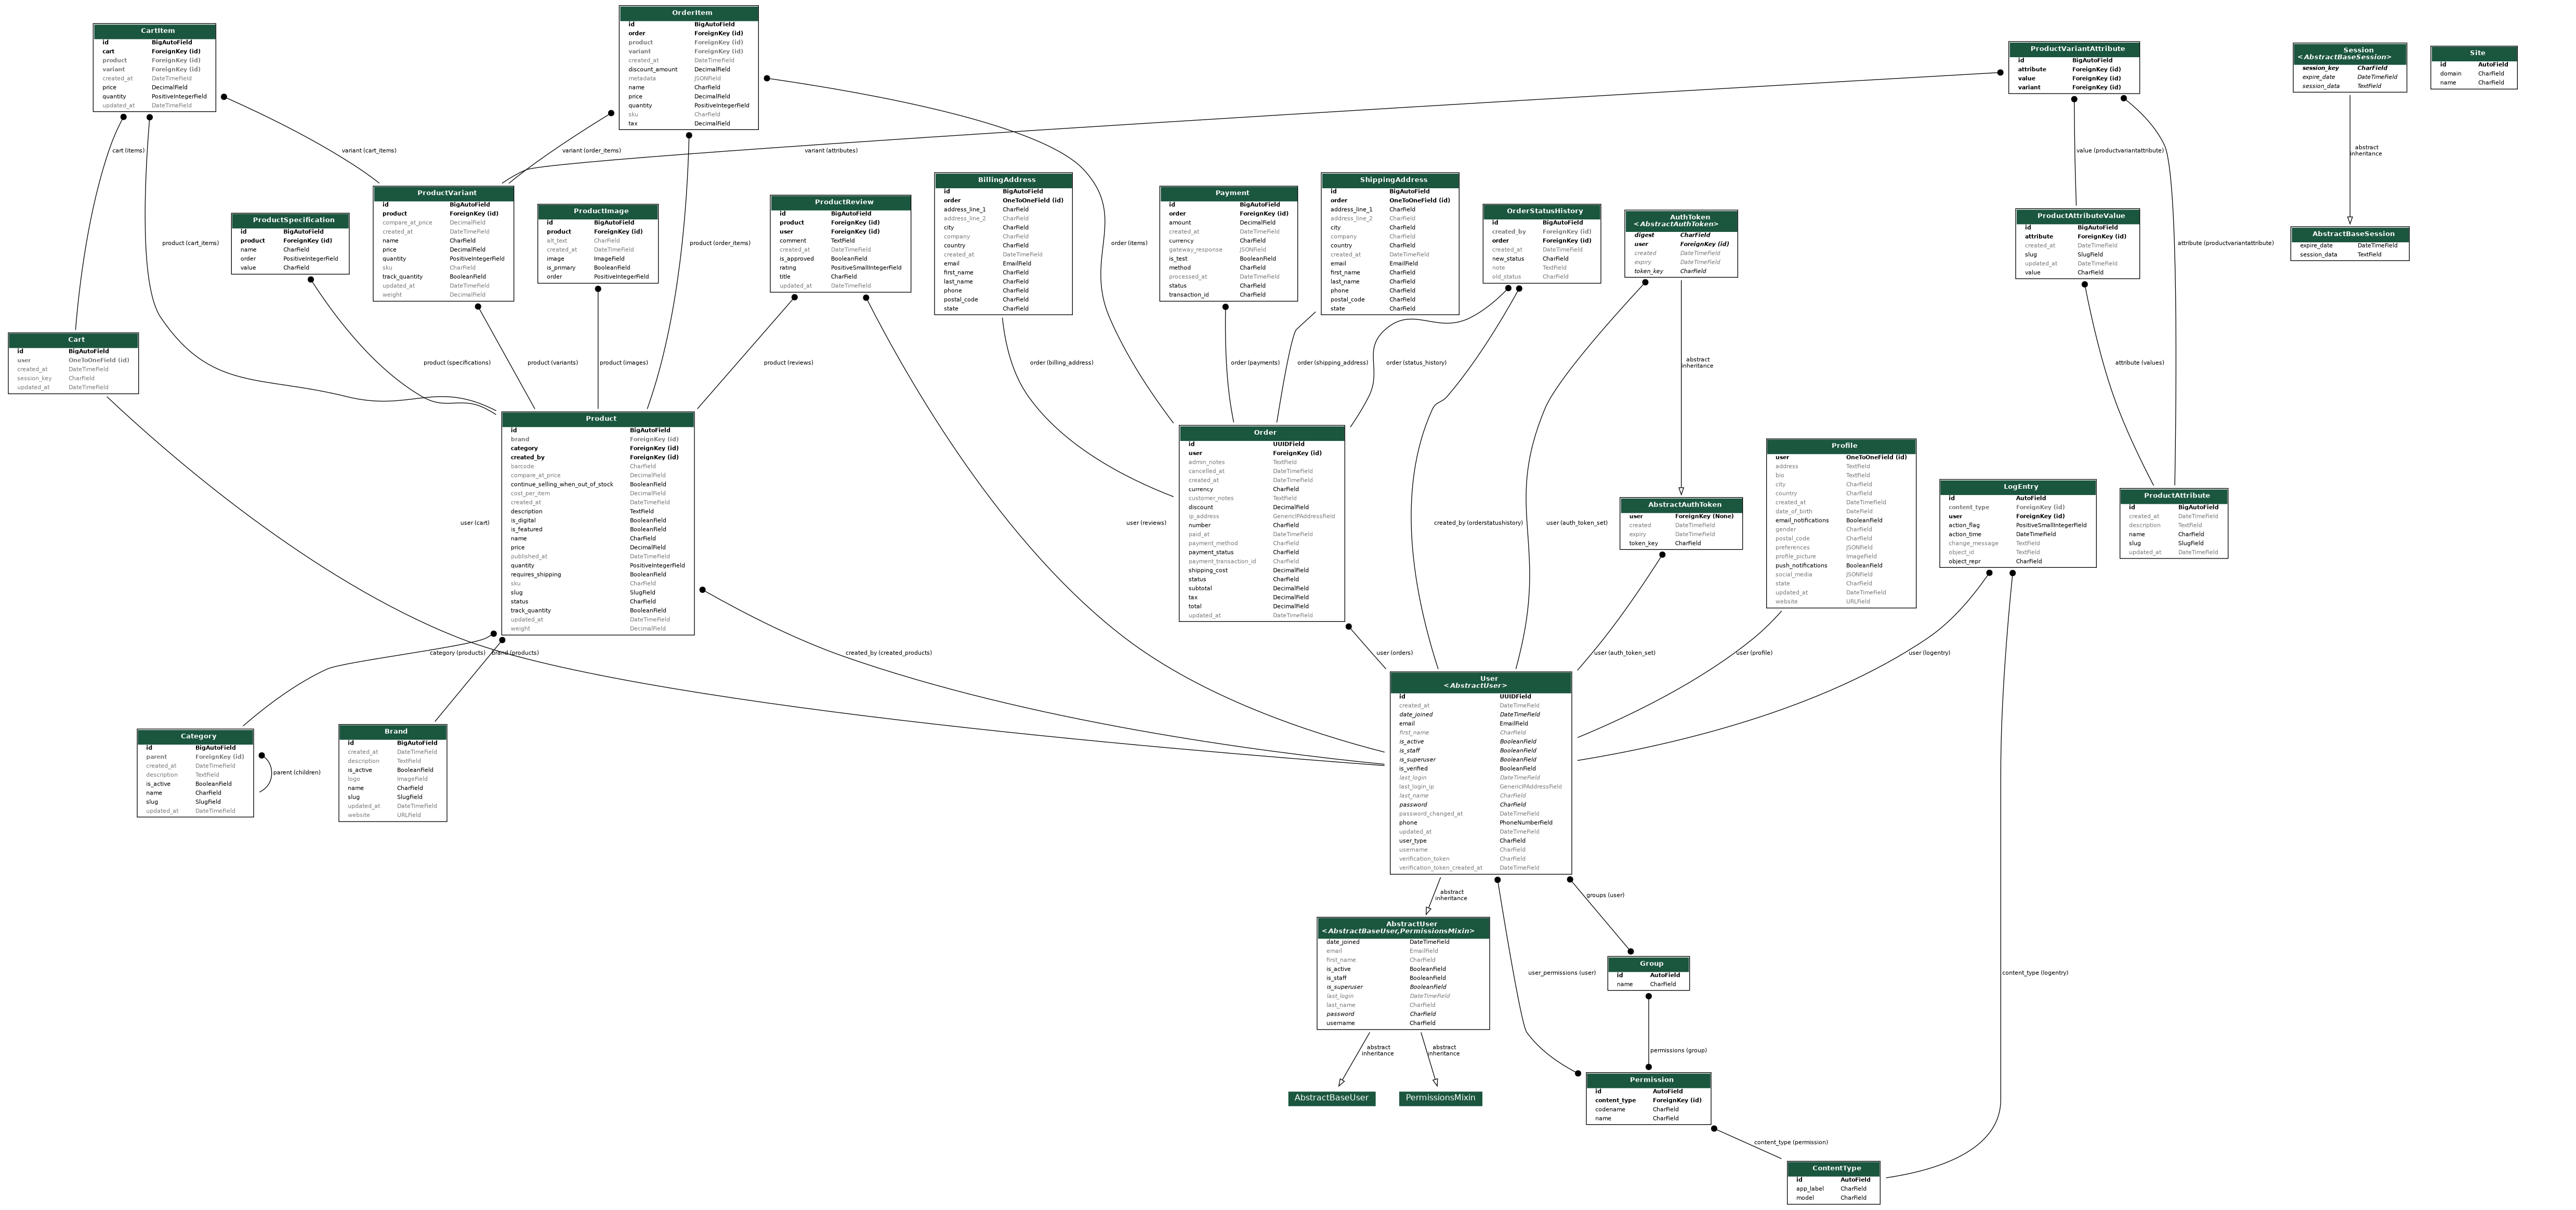 CartItem
id BigAutoField
cart ForeignKey (id)
product ForeignKey (id)
variant ForeignKey (id)
created_at DateTimeField
price DecimalField
quantity PositiveIntegerField
updated_at DateTimeField
OrderItem
id BigAutoField
order ForeignKey (id)
product ForeignKey (id)
variant ForeignKey (id)
created_at DateTimeField
discount_amount DecimalField
metadata JSONField
name CharField
price DecimalField
quantity PositiveIntegerField
sku CharField
tax DecimalField
ProductVariantAttribute
id BigAutoField
attribute ForeignKey (id)
value ForeignKey (id)
variant ForeignKey (id)
Session
<AbstractBaseSession>
session_key CharField
expire_date DateTimeField
session_data TextField
Site
id AutoField
domain CharField
name CharField
cart (items)
variant (cart_items)
variant (order_items)
variant (attributes)
value (productvariantattribute)
abstract
inheritance
ProductSpecification
id BigAutoField
product ForeignKey (id)
name CharField
order PositiveIntegerField
value CharField
ProductVariant
id BigAutoField
product ForeignKey (id)
compare_at_price DecimalField
created_at DateTimeField
name CharField
price DecimalField
quantity PositiveIntegerField
sku CharField
track_quantity BooleanField
updated_at DateTimeField
weight DecimalField
ProductImage
id BigAutoField
product ForeignKey (id)
alt_text CharField
created_at DateTimeField
image ImageField
is_primary BooleanField
order PositiveIntegerField
ProductReview
id BigAutoField
product ForeignKey (id)
user ForeignKey (id)
comment TextField
created_at DateTimeField
is_approved BooleanField
rating PositiveSmallIntegerField
title CharField
updated_at DateTimeField
BillingAddress
id BigAutoField
order OneToOneField (id)
address_line_1 CharField
address_line_2 CharField
city CharField
company CharField
country CharField
created_at DateTimeField
email EmailField
first_name CharField
last_name CharField
phone CharField
postal_code CharField
state CharField
Payment
id BigAutoField
order ForeignKey (id)
amount DecimalField
created_at DateTimeField
currency CharField
gateway_response JSONField
is_test BooleanField
method CharField
processed_at DateTimeField
status CharField
transaction_id CharField
ShippingAddress
id BigAutoField
order OneToOneField (id)
address_line_1 CharField
address_line_2 CharField
city CharField
company CharField
country CharField
created_at DateTimeField
email EmailField
first_name CharField
last_name CharField
phone CharField
postal_code CharField
state CharField
OrderStatusHistory
id BigAutoField
created_by ForeignKey (id)
order ForeignKey (id)
created_at DateTimeField
new_status CharField
note TextField
old_status CharField
AuthToken
<AbstractAuthToken>
digest CharField
user ForeignKey (id)
created DateTimeField
expiry DateTimeField
token_key CharField
ProductAttributeValue
id BigAutoField
attribute ForeignKey (id)
created_at DateTimeField
slug SlugField
updated_at DateTimeField
value CharField
AbstractBaseSession
expire_date DateTimeField
session_data TextField
product (cart_items)
product (order_items)
order (items)
attribute (productvariantattribute)
Cart
id BigAutoField
user OneToOneField (id)
created_at DateTimeField
session_key CharField
updated_at DateTimeField
product (specifications)
product (variants)
product (images)
product (reviews)
order (billing_address)
order (payments)
order (shipping_address)
order (status_history)
abstract
inheritance
attribute (values)
Product
id BigAutoField
brand ForeignKey (id)
category ForeignKey (id)
created_by ForeignKey (id)
barcode CharField
compare_at_price DecimalField
continue_selling_when_out_of_stock BooleanField
cost_per_item DecimalField
created_at DateTimeField
description TextField
is_digital BooleanField
is_featured BooleanField
name CharField
price DecimalField
published_at DateTimeField
quantity PositiveIntegerField
requires_shipping BooleanField
sku CharField
slug SlugField
status CharField
track_quantity BooleanField
updated_at DateTimeField
weight DecimalField
Order
id UUIDField
user ForeignKey (id)
admin_notes TextField
cancelled_at DateTimeField
created_at DateTimeField
currency CharField
customer_notes TextField
discount DecimalField
ip_address GenericIPAddressField
number CharField
paid_at DateTimeField
payment_method CharField
payment_status CharField
payment_transaction_id CharField
shipping_cost DecimalField
status CharField
subtotal DecimalField
tax DecimalField
total DecimalField
updated_at DateTimeField
AbstractAuthToken
user ForeignKey (None)
created DateTimeField
expiry DateTimeField
token_key CharField
Profile
user OneToOneField (id)
address TextField
bio TextField
city CharField
country CharField
created_at DateTimeField
date_of_birth DateField
email_notifications BooleanField
gender CharField
postal_code CharField
preferences JSONField
profile_picture ImageField
push_notifications BooleanField
social_media JSONField
state CharField
updated_at DateTimeField
website URLField
LogEntry
id AutoField
content_type ForeignKey (id)
user ForeignKey (id)
action_flag PositiveSmallIntegerField
action_time DateTimeField
change_message TextField
object_id TextField
object_repr CharField
ProductAttribute
id BigAutoField
created_at DateTimeField
description TextField
name CharField
slug SlugField
updated_at DateTimeField
user (cart)
user (reviews)
created_by (orderstatushistory)
user (auth_token_set)
category (products)
brand (products)
created_by (created_products)
user (orders)
user (auth_token_set)
user (profile)
user (logentry)
Category
id BigAutoField
parent ForeignKey (id)
created_at DateTimeField
description TextField
is_active BooleanField
name CharField
slug SlugField
updated_at DateTimeField
parent (children)
Brand
id BigAutoField
created_at DateTimeField
description TextField
is_active BooleanField
logo ImageField
name CharField
slug SlugField
updated_at DateTimeField
website URLField
User
<AbstractUser>
id UUIDField
created_at DateTimeField
date_joined DateTimeField
email EmailField
first_name CharField
is_active BooleanField
is_staff BooleanField
is_superuser BooleanField
is_verified BooleanField
last_login DateTimeField
last_login_ip GenericIPAddressField
last_name CharField
password CharField
password_changed_at DateTimeField
phone PhoneNumberField
updated_at DateTimeField
user_type CharField
username CharField
verification_token CharField
verification_token_created_at DateTimeField
abstract
inheritance
groups (user)
AbstractUser
<AbstractBaseUser,PermissionsMixin>
date_joined DateTimeField
email EmailField
first_name CharField
is_active BooleanField
is_staff BooleanField
is_superuser BooleanField
last_login DateTimeField
last_name CharField
password CharField
username CharField
user_permissions (user)
Group
id AutoField
name CharField
content_type (logentry)
abstract
inheritance
abstract
inheritance
permissions (group)
AbstractBaseUser
PermissionsMixin
Permission
id AutoField
content_type ForeignKey (id)
codename CharField
name CharField
content_type (permission)
ContentType
id AutoField
app_label CharField
model CharField